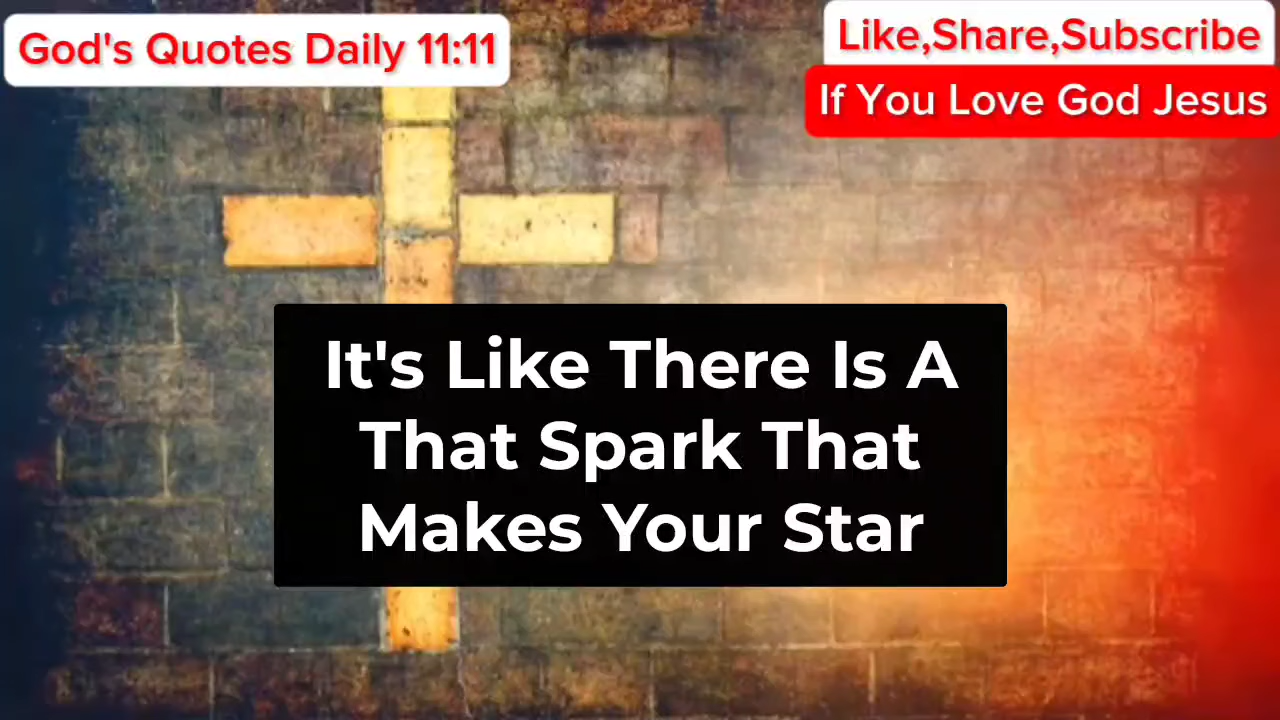 God's Quotes Daily 11:11
Like,Share,Subscribe
If You Love God Jesus
It's Like There Is A
That Spark That
Makes Your Star